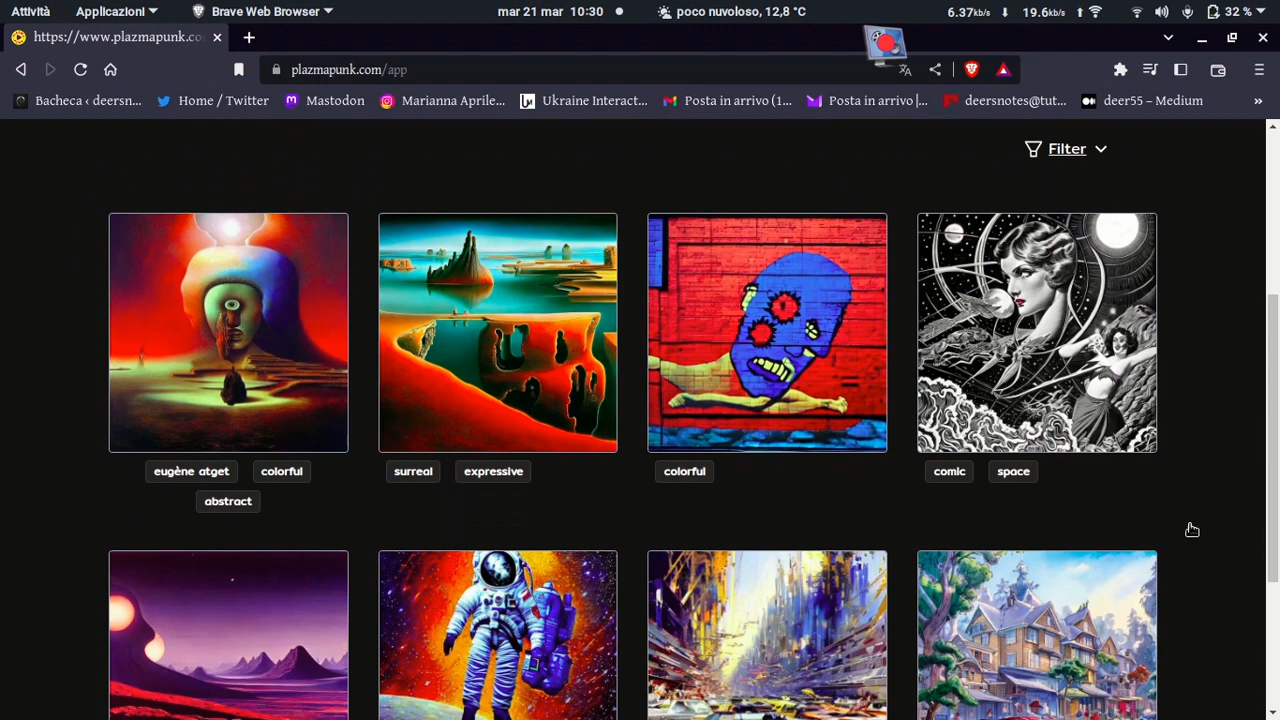 Attività Applicazioni Brave Web Browser mar 21 mar 10:30 poco nuvoloso, 12,8 °C 6.37kb/s 19.6kb/s 32 %
https://www.plazmapunk.co
plazmapunk.com/app
Bacheca ‹ deersn... Home / Twitter Mastodon Marianna Aprile... Ukraine Interact... Posta in arrivo (1... Posta in arrivo |... deersnotes@tut... deer55 – Medium »
Filter
eugène atget colorful surreal expressive colorful comic space
abstract